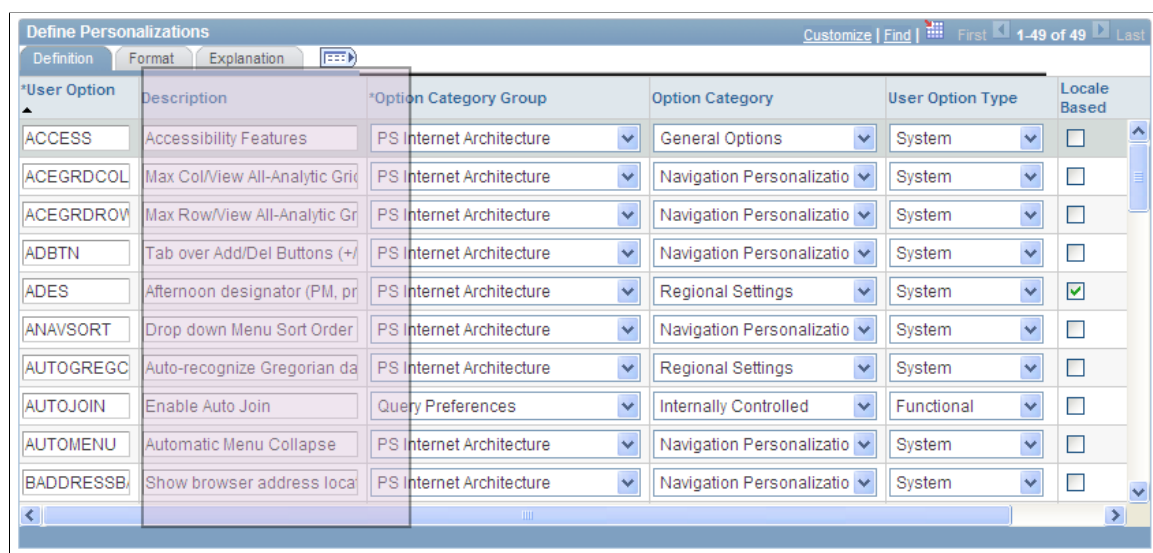 Define Personalizations Customize | Find | First 1-49 of 49 Last
Definition Format Explanation
*User Option Description *Option Category Group Option Category User Option Type Locale Based
ACCESS Accessibility Features PS Internet Architecture General Options System
ACEGRDCOL Max Col/View All-Analytic Grid PS Internet Architecture Navigation Personalizatio System
ACEGRDROW Max Row/View All-Analytic Gr PS Internet Architecture Navigation Personalizatio System
ADBTN Tab over Add/Del Buttons (+/ PS Internet Architecture Navigation Personalizatio System
ADES Afternoon designator (PM, pr PS Internet Architecture Regional Settings System
ANAVSORT Drop down Menu Sort Order PS Internet Architecture Navigation Personalizatio System
AUTOGREGC Auto-recognize Gregorian da PS Internet Architecture Regional Settings System
AUTOJOIN Enable Auto Join Query Preferences Internally Controlled Functional
AUTOMENU Automatic Menu Collapse PS Internet Architecture Navigation Personalizatio System
BADDRESSBA Show browser address locat PS Internet Architecture Navigation Personalizatio System